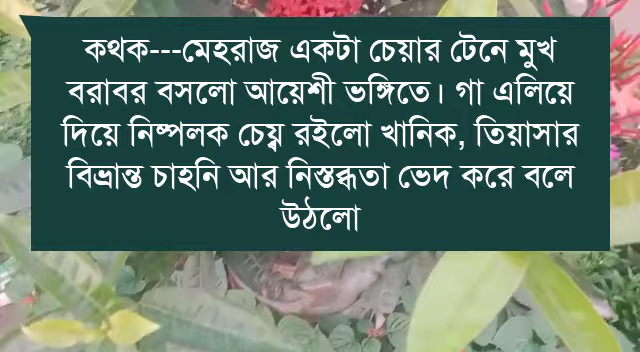 কথক---মেহরাজ একটা চেয়ার টেনে মুখ
বরাবর বসলো আয়েশী ভঙ্গিতে। গা এলিয়ে
দিয়ে নিষ্পলক চেয়্ব রইলো খানিক, তিয়াসার
বিভ্রান্ত চাহনি আর নিস্তব্ধতা ভেদ করে বলে
উঠলো